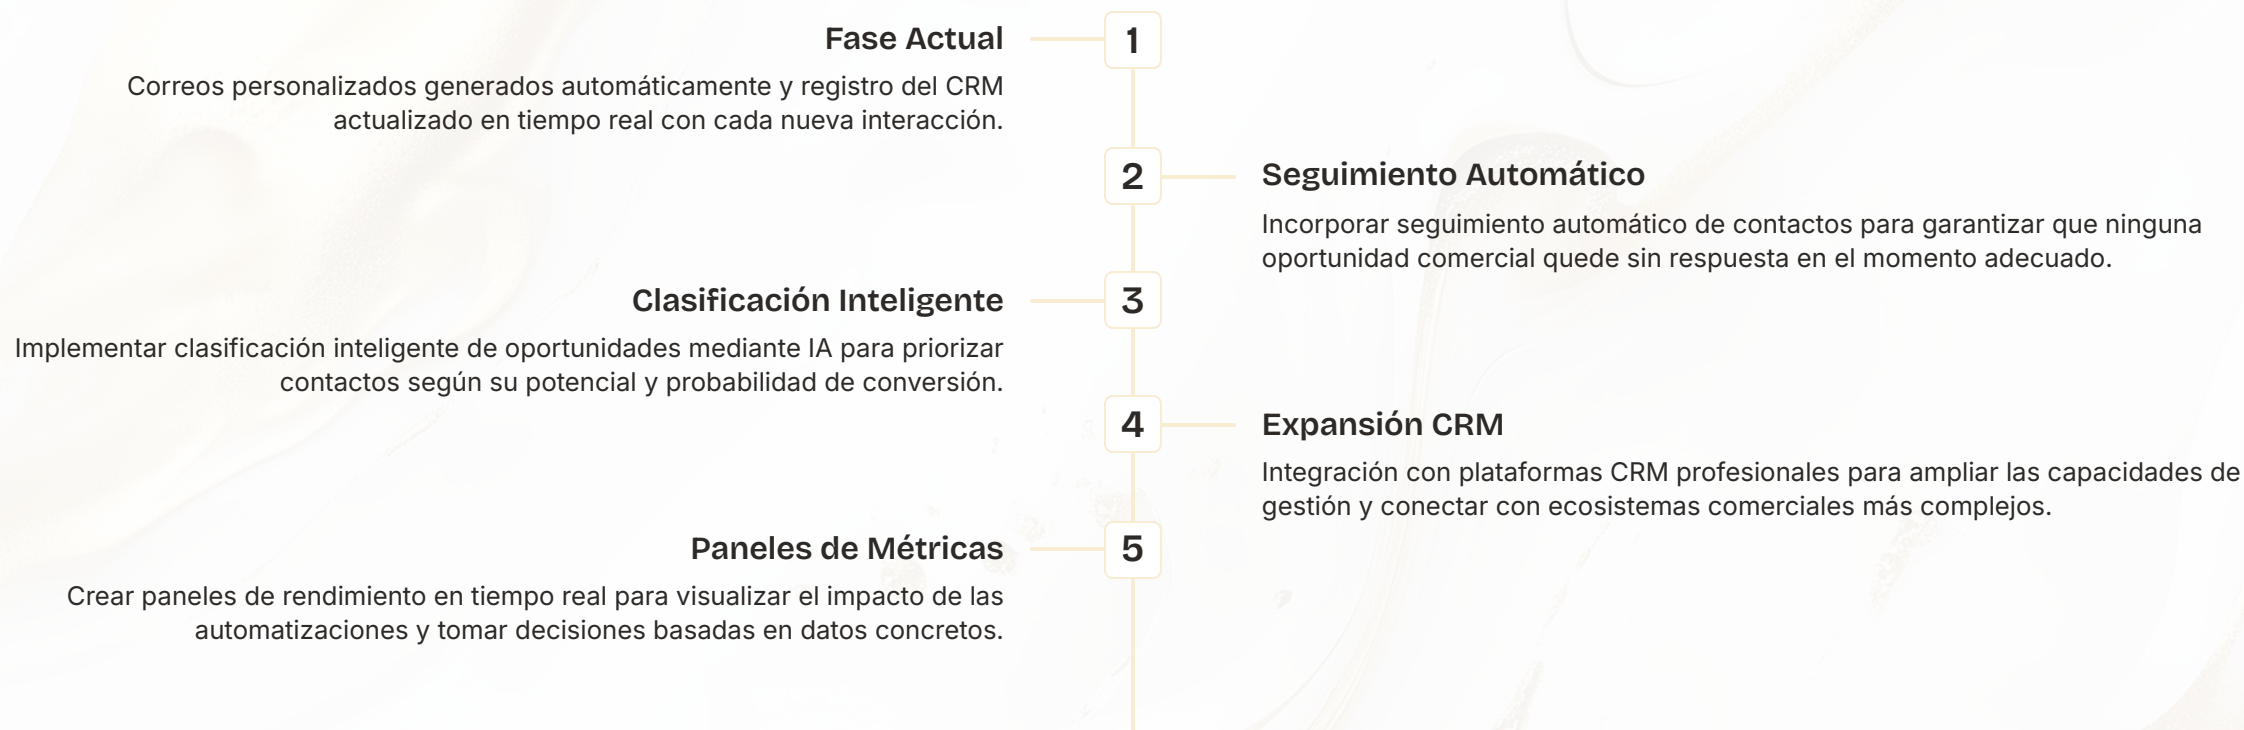 Fase Actual
1
Correos personalizados generados automáticamente y registro del CRM
actualizado en tiempo real con cada nueva interacción.
2
Seguimiento Automático
Incorporar seguimiento automático de contactos para garantizar que ninguna
oportunidad comercial quede sin respuesta en el momento adecuado.
Clasificación Inteligente
3
Implementar clasificación inteligente de oportunidades mediante IA para priorizar
contactos según su potencial y probabilidad de conversión.
4
Expansión CRM
Integración con plataformas CRM profesionales para ampliar las capacidades de
gestión y conectar con ecosistemas comerciales más complejos.
Paneles de Métricas
5
Crear paneles de rendimiento en tiempo real para visualizar el impacto de las
automatizaciones y tomar decisiones basadas en datos concretos.